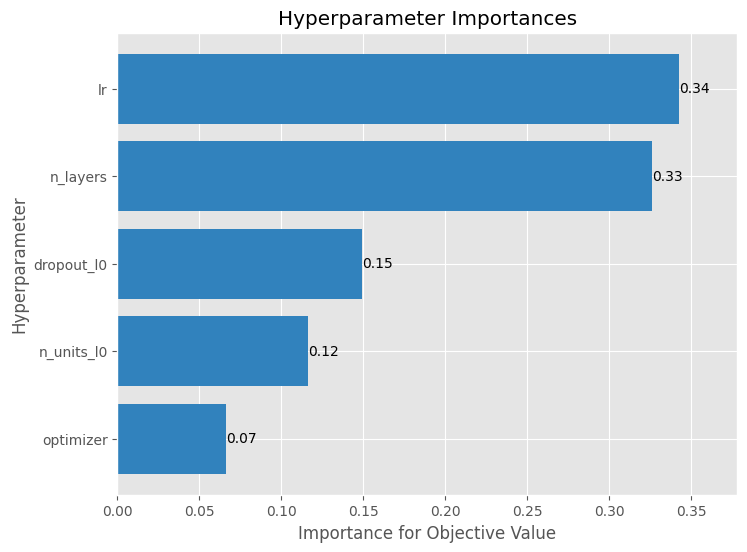 Hyperparameter Importances
Hyperparameter
lr
0.34
n_layers
0.33
dropout_l0
0.15
n_units_l0
0.12
optimizer
0.07
0.00 0.05 0.10 0.15 0.20 0.25 0.30 0.35
Importance for Objective Value